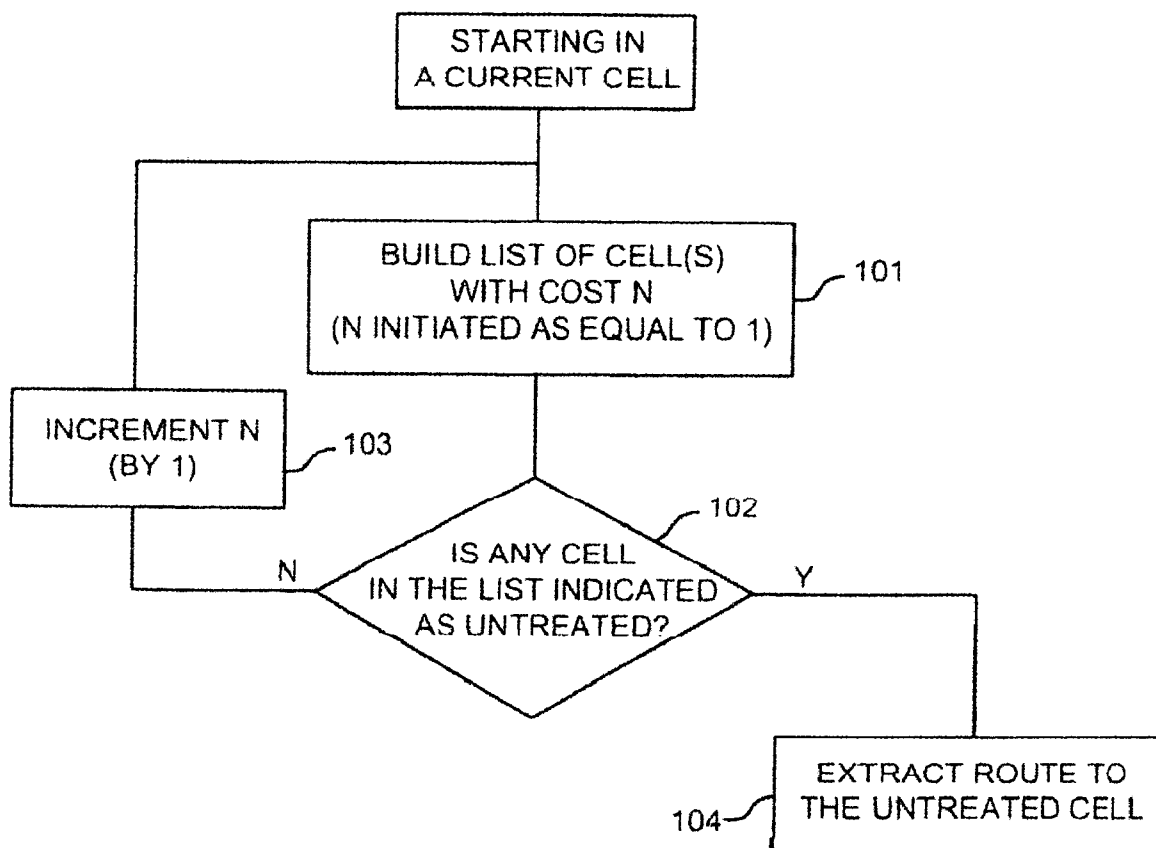 STARTING IN
A CURRENT CELL
BUILD LIST OF CELL(S)
WITH COST N
(N INITIATED AS EQUAL TO 1)
101
INCREMENT N
(BY 1)
103
102
IS ANY CELL
IN THE LIST INDICATED
AS UNTREATED?
N
Y
EXTRACT ROUTE TO
THE UNTREATED CELL
104